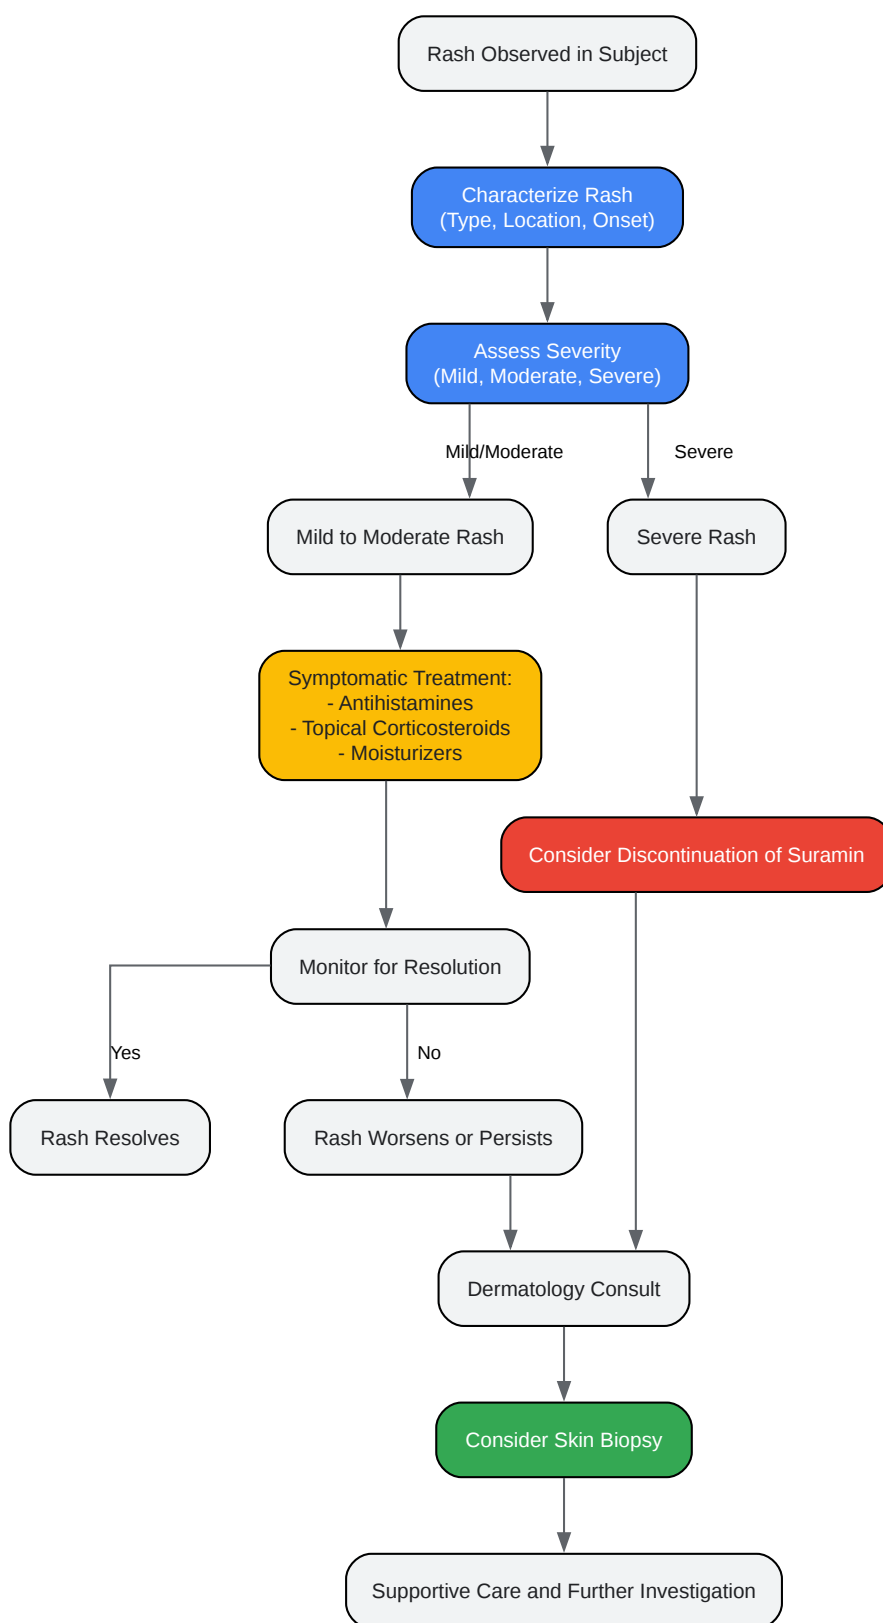 Rash Observed in Subject
Characterize Rash
(Type, Location, Onset)
Assess Severity
(Mild, Moderate, Severe)
Mild/Moderate
Severe
Mild to Moderate Rash
Severe Rash
Symptomatic Treatment:
- Antihistamines
- Topical Corticosteroids
- Moisturizers
Consider Discontinuation of Suramin
Monitor for Resolution
Yes
No
Rash Resolves
Rash Worsens or Persists
Dermatology Consult
Consider Skin Biopsy
Supportive Care and Further Investigation